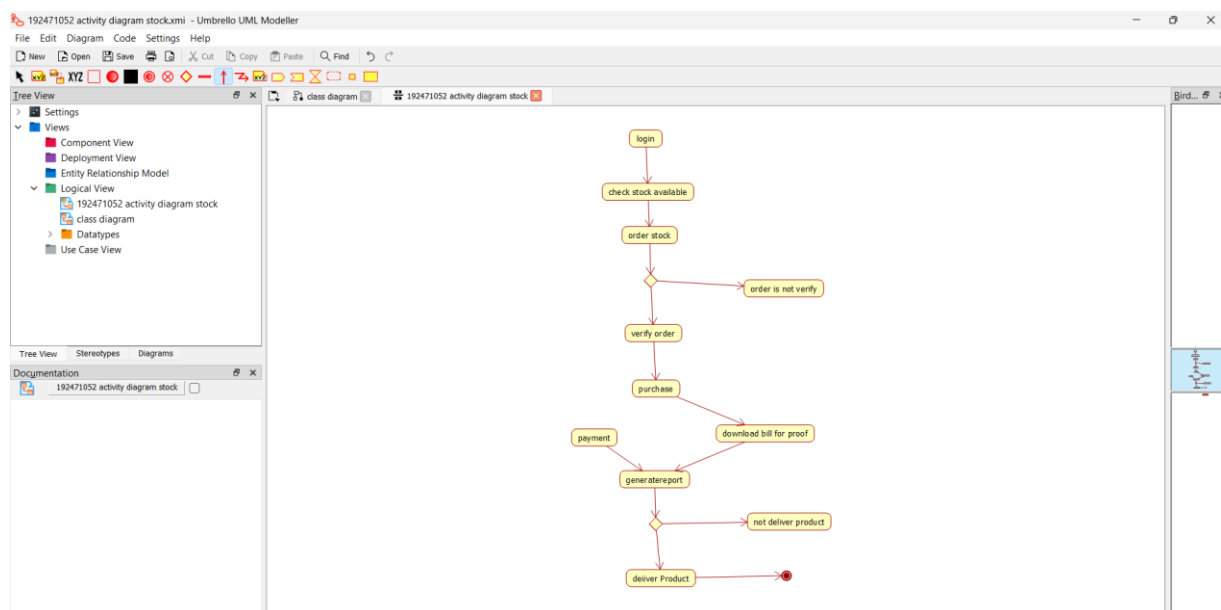 192471052 activity diagram stock.xmi - Umbrello UML Modeller
File Edit Diagram Code Settings Help
New Open Save Cut Copy Paste Find
XYZ
Tree View
Settings
Views
Component View
Deployment View
Entity Relationship Model
Logical View
192471052 activity diagram stock
class diagram
Datatypes
Use Case View
Tree View Stereotypes Diagrams
Documentation
192471052 activity diagram stock
class diagram 192471052 activity diagram stock
login
check stock available
order stock
order is not verify
verify order
purchase
download bill for proof
payment
generatereport
not deliver product
deiiver Product
Bird...